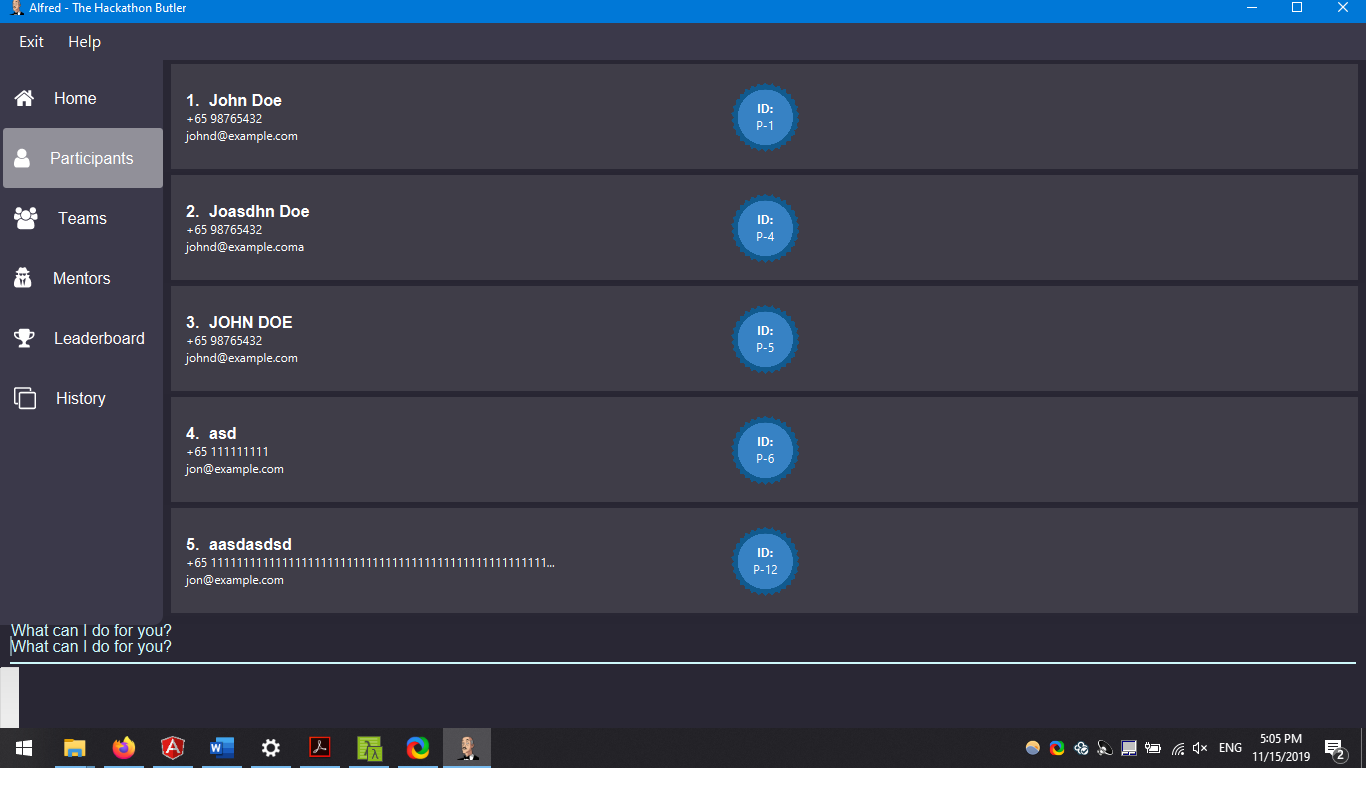 Alfred - The Hackathon Butler
Exit Help
Home
Participants
Teams
Mentors
Leaderboard
History
1. John Doe
+65 98765432
johnd@example.com
ID:
P-1
2. Joasdhn Doe
+65 98765432
johnd@example.coma
ID:
P-4
3. JOHN DOE
+65 98765432
johnd@example.com
ID:
P-5
4. asd
+65 111111111
jon@example.com
ID:
P-6
5. aasdasdsd
jon@example.com
ID:
P-12
What can I do for you?
What can I do for you?
ENG
5:05 PM
11/15/2019
2